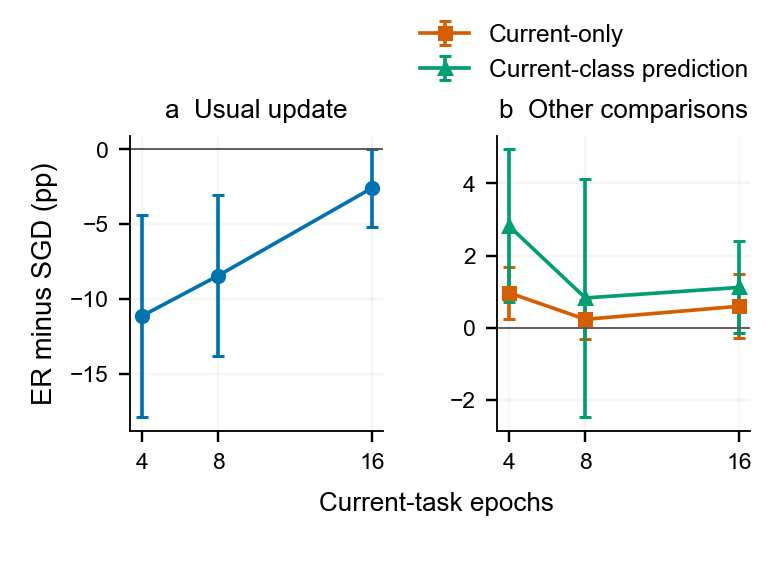 Current-only
Current-class prediction
a Usual update
b Other comparisons
ER minus SGD (pp)
0
−5
−10
−15
4
2
0
−2
4 8 16
4 8 16
Current-task epochs